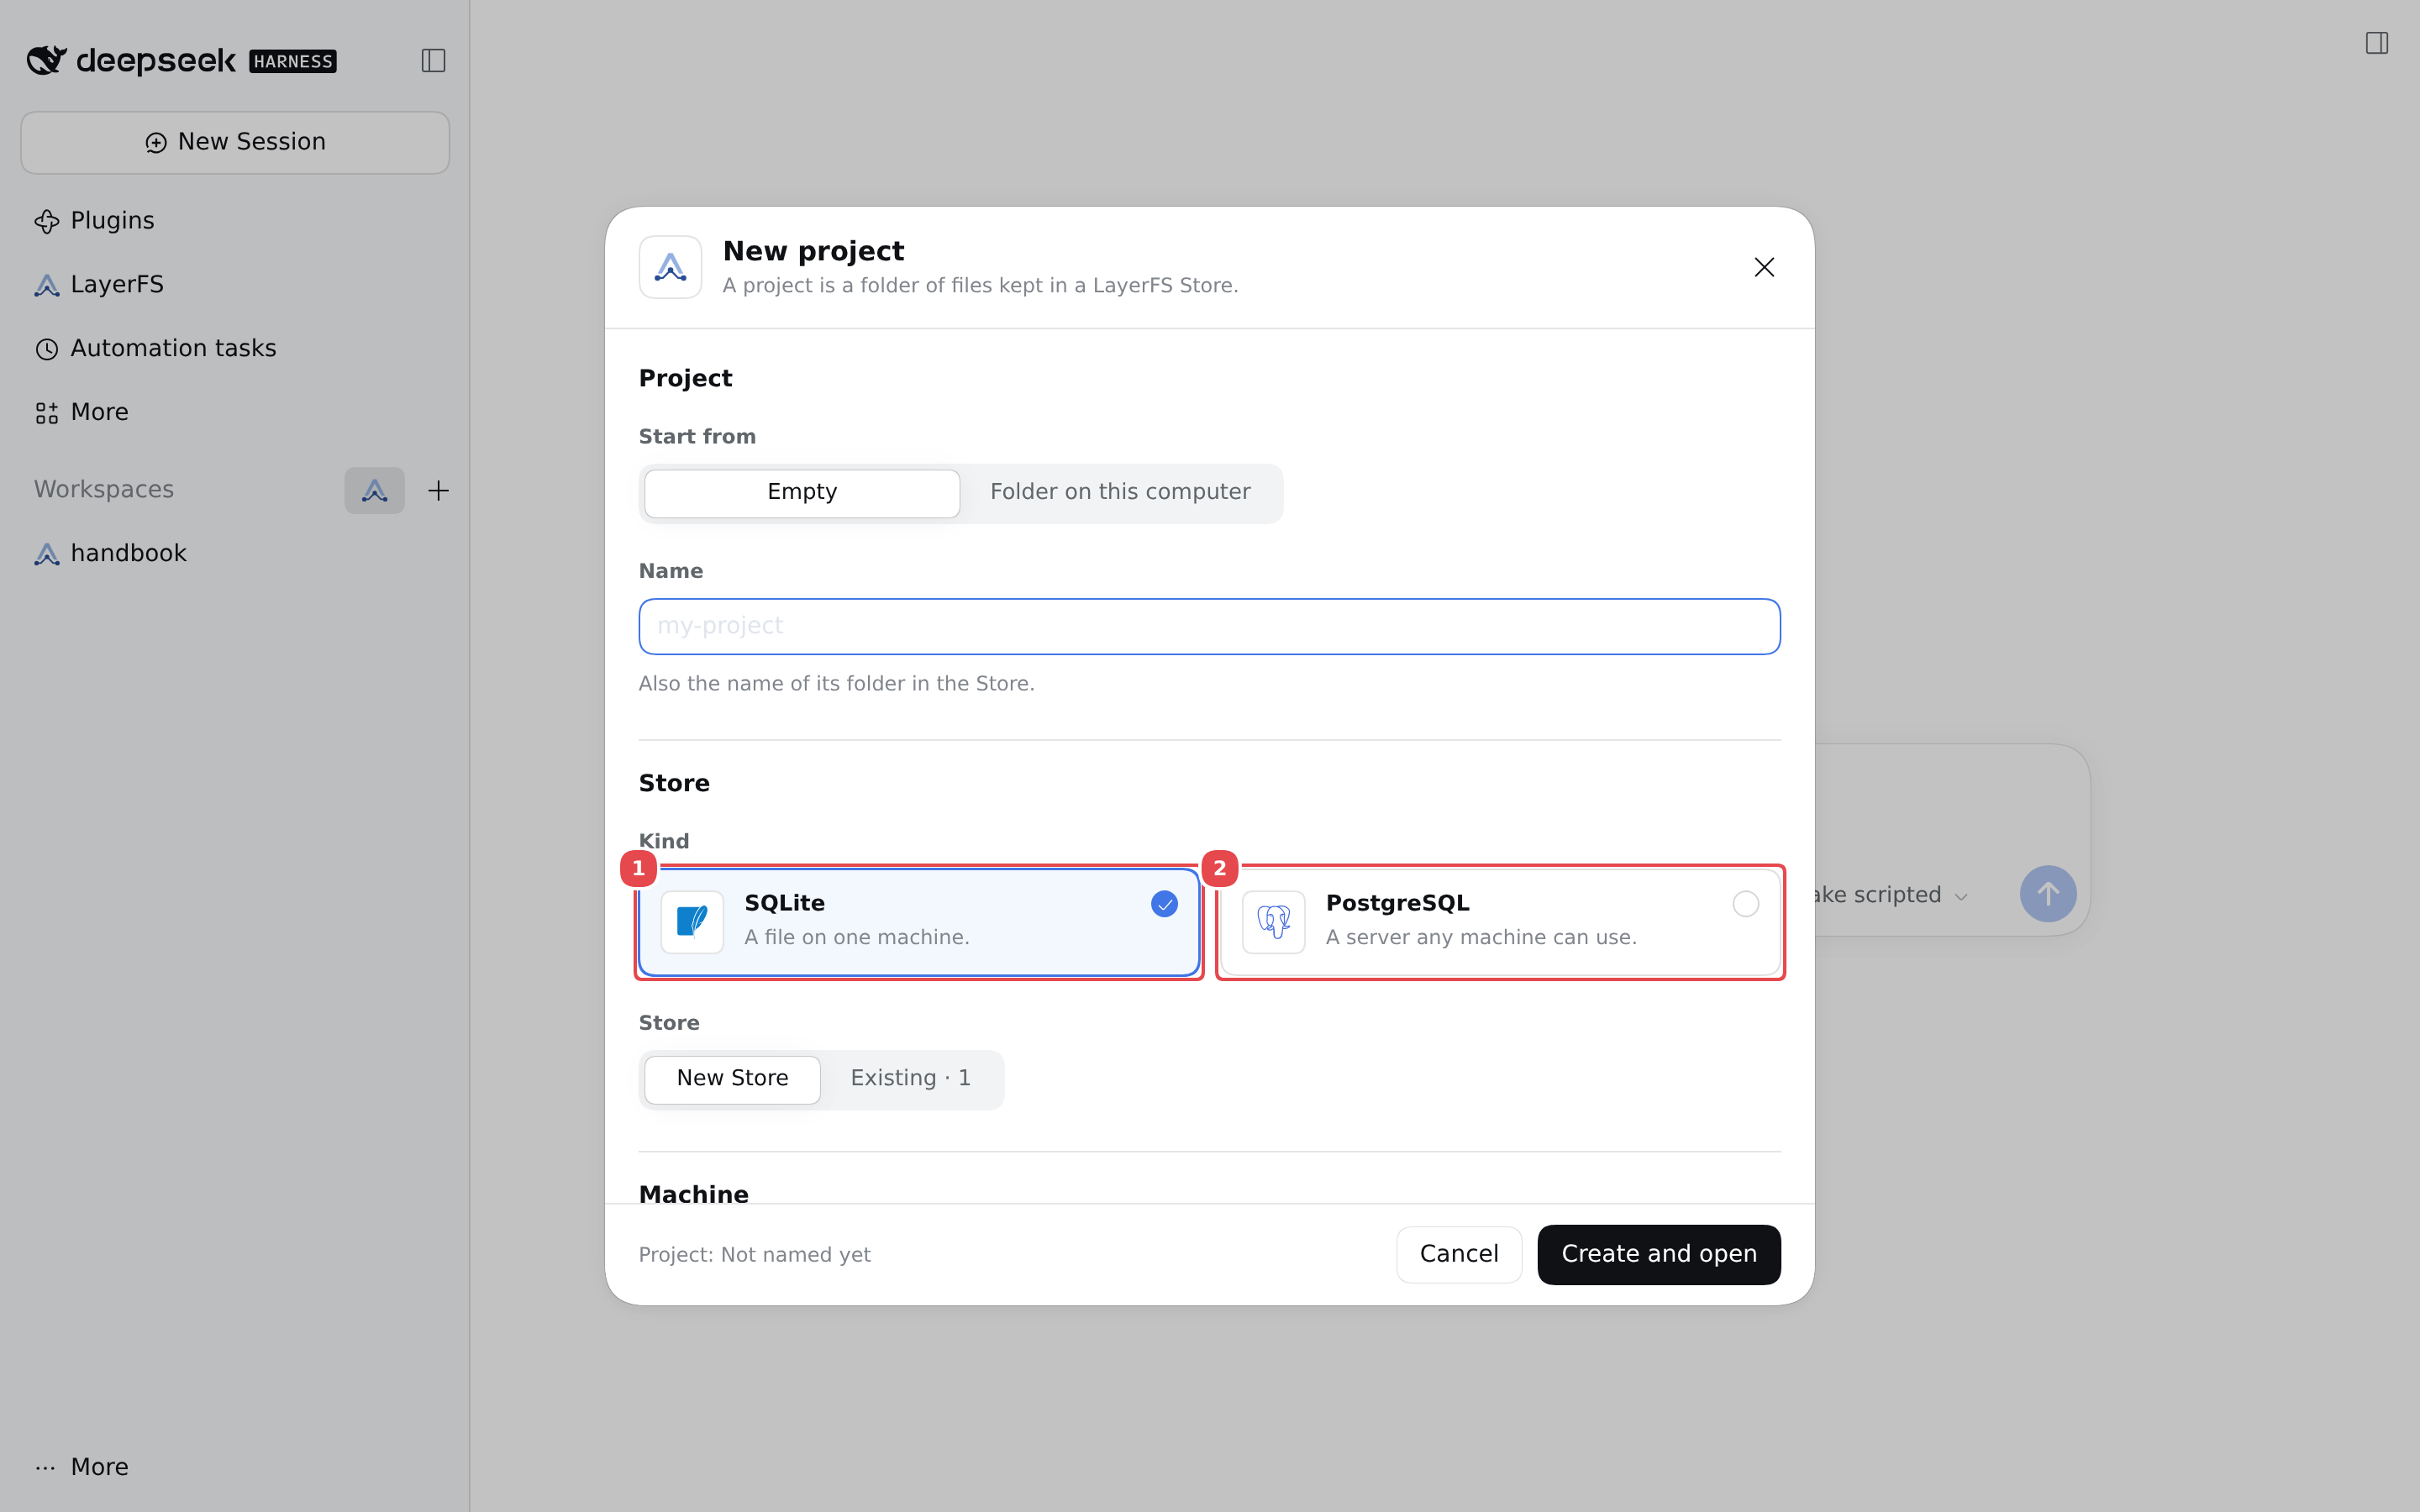 deepseek HARNESS
New Session
Plugins
LayerFS
Automation tasks
More
Workspaces
handbook
More
New project
A project is a folder of files kept in a LayerFS Store.
Project
Start from
Empty
Folder on this computer
Name
my-project
Also the name of its folder in the Store.
Store
Kind
1
SQLite
A file on one machine.
2
PostgreSQL
A server any machine can use.
Store
New Store
Existing · 1
Machine
Project: Not named yet
Cancel
Create and open
scripted